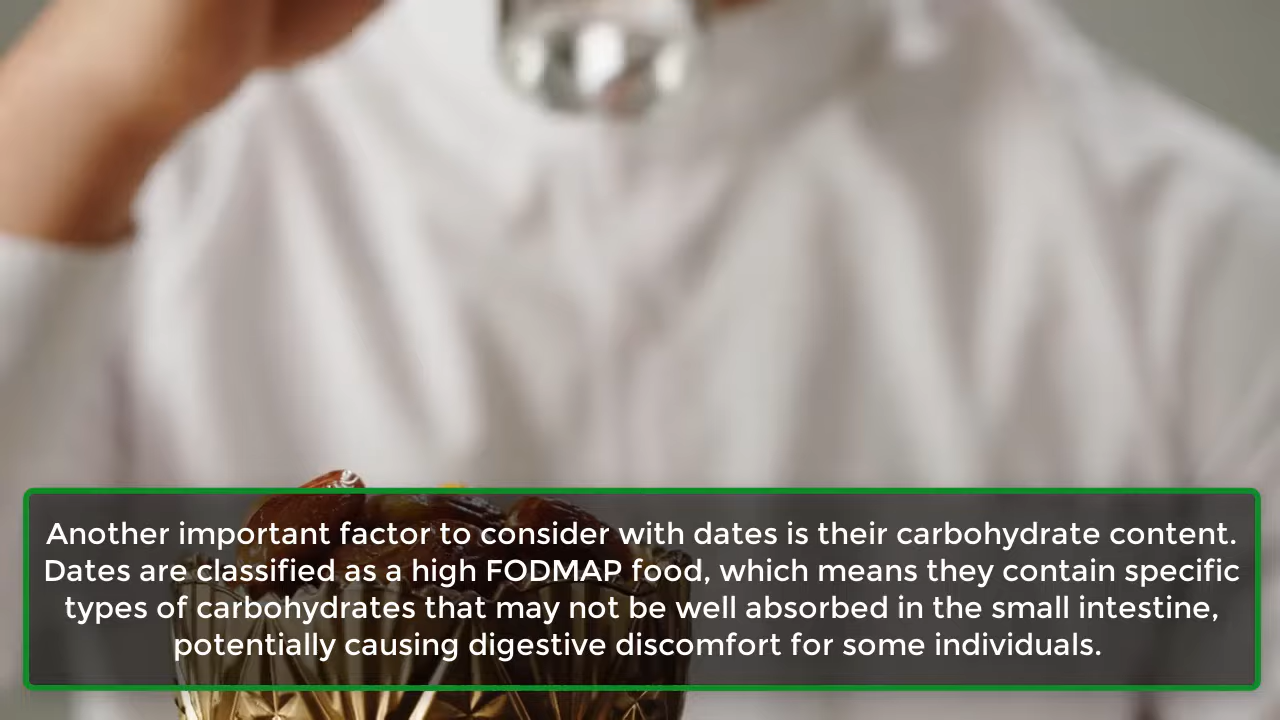 Another important factor to consider with dates is their carbohydrate content.
Dates are classified as a high FODMAP food, which means they contain specific
types of carbohydrates that may not be well absorbed in the small intestine,
potentially causing digestive discomfort for some individuals.